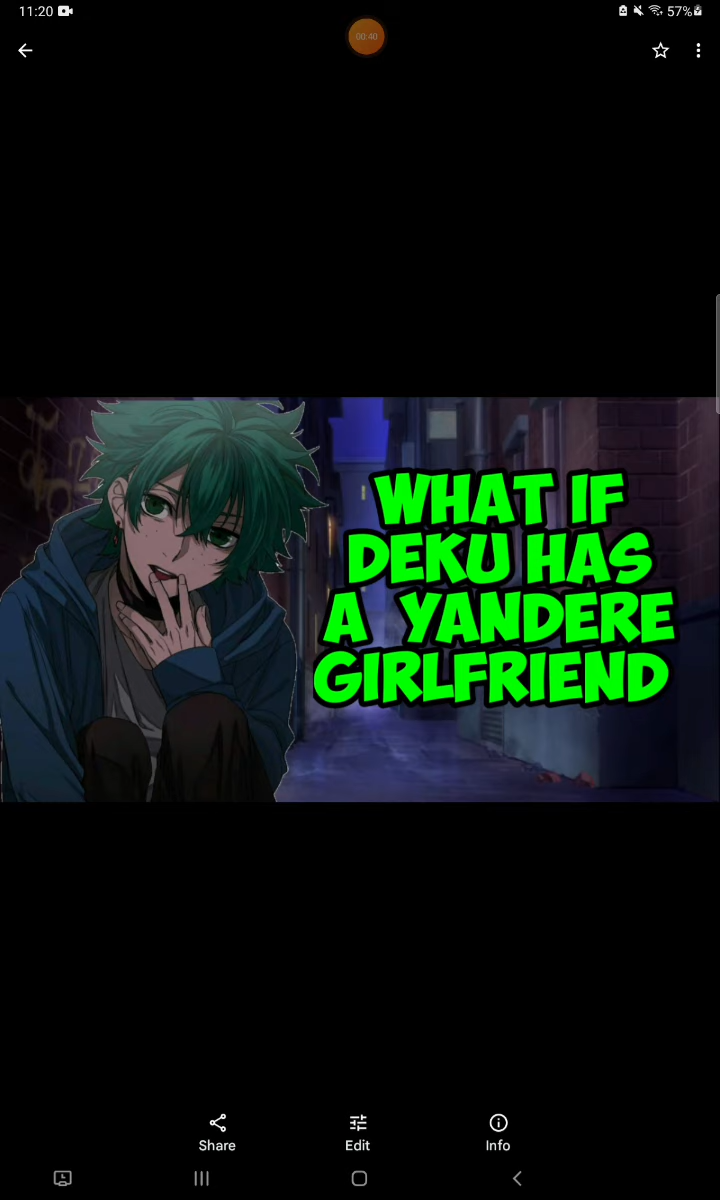 11:20
57%
00:40
WHAT IF
DEKU HAS
A YANDERE
GIRLFRIEND
Share
Edit
Info